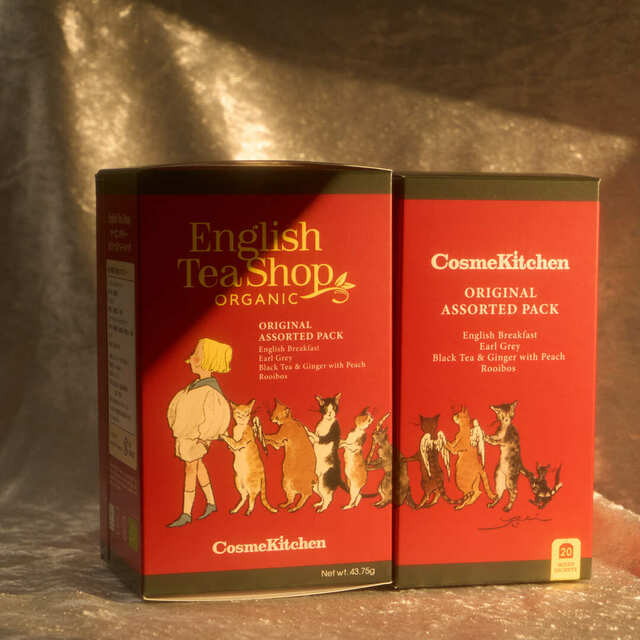 English
Tea Shop
ORGANIC
ORIGINAL
ASSORTED PACK
English Breakfast
Earl Grey
Black Tea & Ginger with Peach
Rooibos
CosmeKitchen
Net wt. 43.75g
CosmeKitchen
ORIGINAL
ASSORTED PACK
English Breakfast
Earl Grey
Black Tea & Ginger with Peach
Rooibos
20